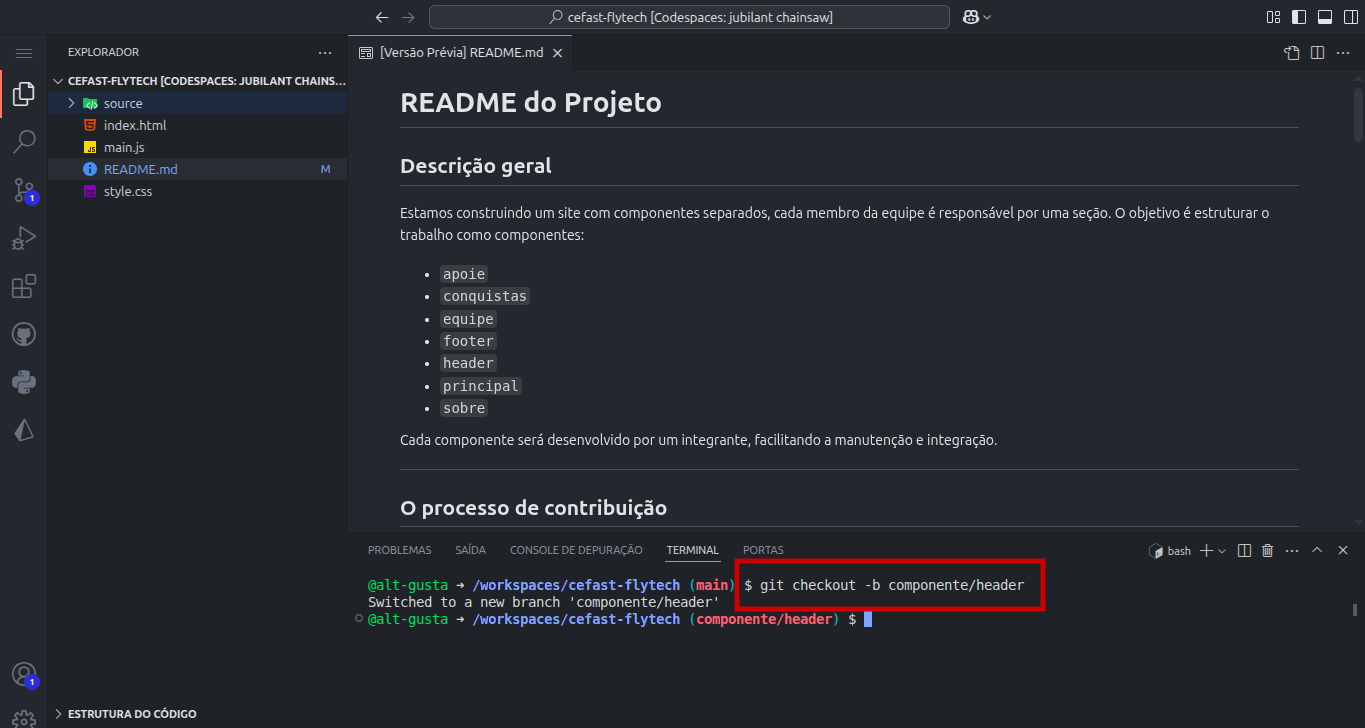 cefast-flytech [Codespaces: jubilant chainsaw]
EXPLORADOR
CEFAST-FLYTECH [CODESPACES: JUBILANT CHAINS...
source
index.html
main.js
README.md M
style.css
1
1
ESTRUTURA DO CÓDIGO
[Versão Prévia] README.md
README do Projeto
Descrição geral
Estamos construindo um site com componentes separados, cada membro da equipe é responsável por uma seção. O objetivo é estruturar o
trabalho como componentes:
• apoie
• conquistas
• equipe
• footer
• header
• principal
• sobre
Cada componente será desenvolvido por um integrante, facilitando a manutenção e integração.
O processo de contribuição
PROBLEMAS SAÍDA CONSOLE DE DEPURAÇÃO TERMINAL PORTAS
bash
@alt-gusta ➜ /workspaces/cefast-flytech (main) $ git checkout -b componente/header
Switched to a new branch 'componente/header'
@alt-gusta ➜ /workspaces/cefast-flytech (componente/header) $